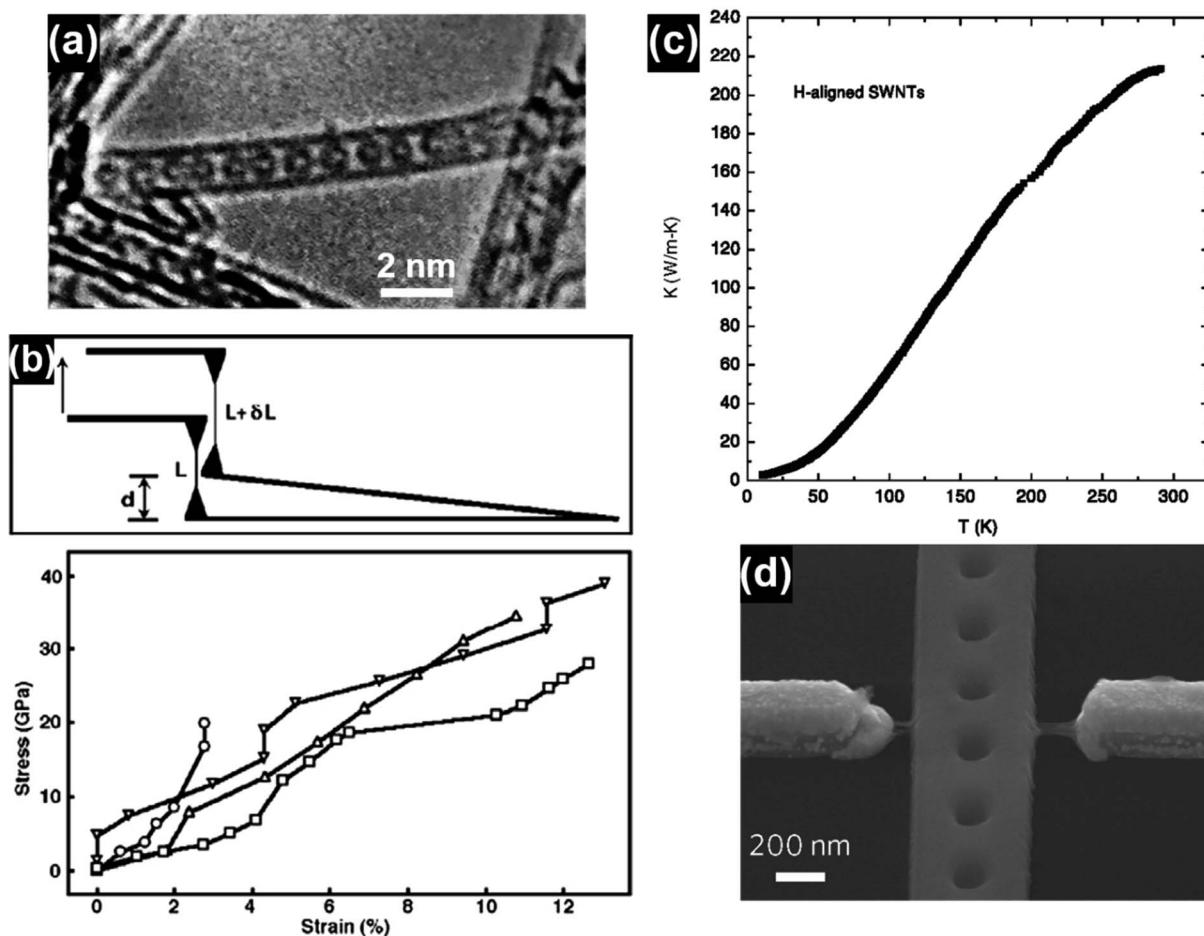 (a)
2 nm
(b)
L+ δL
L
d
Stress (GPa)
40
30
20
10
0
0 2 4 6 8 10 12
Strain (%)
(c)
240
220
200
180
160
140
120
100
80
60
40
20
0
H-aligned SWNTs
K (W/m-K)
0 50 100 150 200 250 300
T (K)
(d)
200 nm